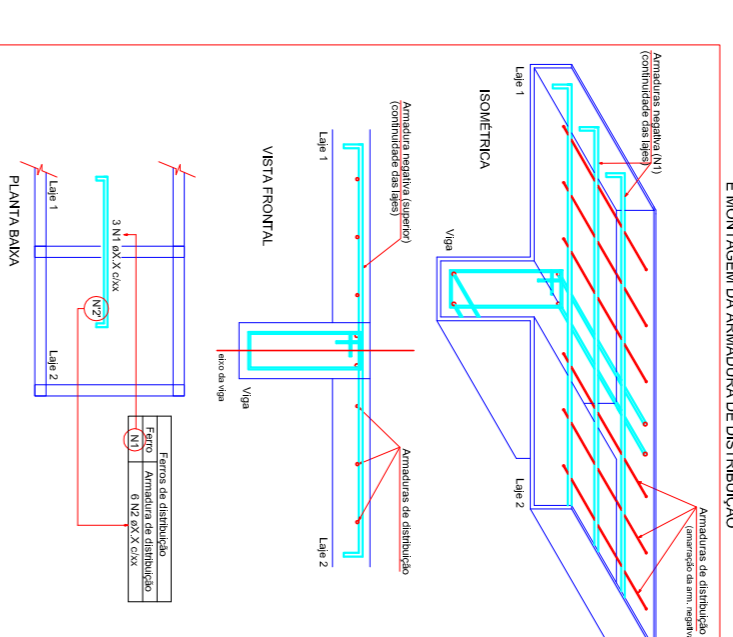 E MONTAGEM DA ARMADURA DE DISTRIBUIÇÃO
Armaduras negativa (N1)
(continuidade das lajes)
Laje 1
ISOMÉTRICA
Viga
Laje 2
Armaduras de distribuição
(amarração da arm. negativa
Armadura negativa (superior)
(continuidade das lajes)
Laje 1
VISTA FRONTAL
eixo da viga
Viga
Armaduras de distribuição
Laje 2
Laje 1
PLANTA BAIXA
3 N1 øX.X c/xx
N'2'
Laje 2
Ferros de distribuição
Ferro Armadura de distribuição
N1 6 N2 øX.X c/xx